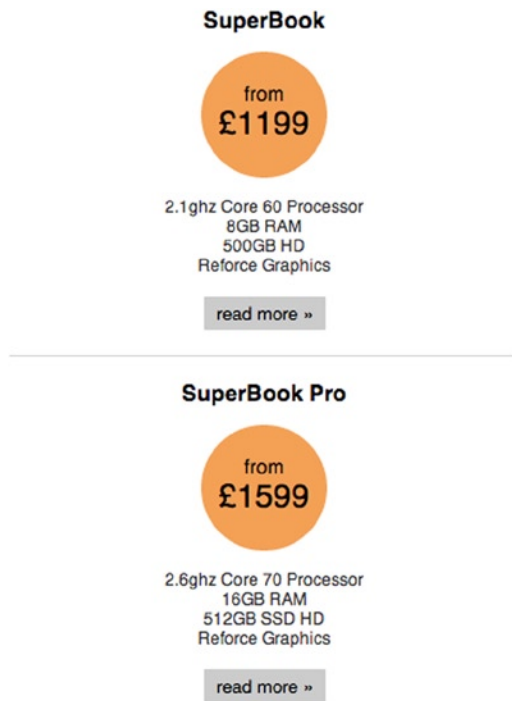 SuperBook
from
£1199
2.1ghz Core 60 Processor
8GB RAM
500GB HD
Reforce Graphics
read more »
SuperBook Pro
from
£1599
2.6ghz Core 70 Processor
16GB RAM
512GB SSD HD
Reforce Graphics
read more »